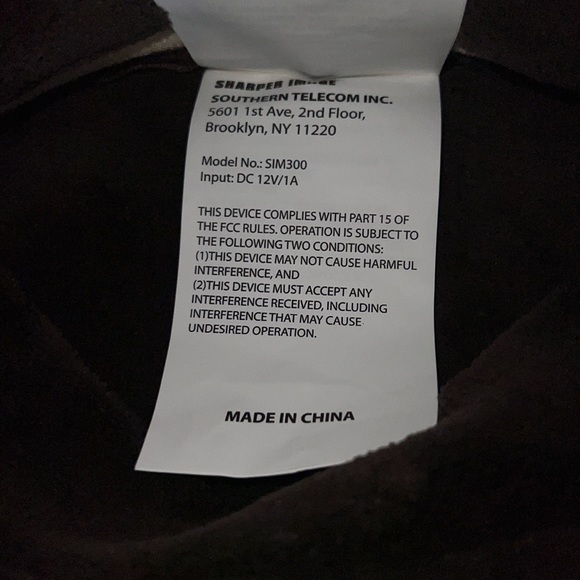 SHARPER IMAGE
SOUTHERN TELECOM INC.
5601 1st Ave, 2nd Floor,
Brooklyn, NY 11220
Model No.: SIM300
Input: DC 12V/1A
THIS DEVICE COMPLIES WITH PART 15 OF
THE FCC RULES. OPERATION IS SUBJECT TO
THE FOLLOWING TWO CONDITIONS:
(1)THIS DEVICE MAY NOT CAUSE HARMFUL
INTERFERENCE, AND
(2)THIS DEVICE MUST ACCEPT ANY
INTERFERENCE RECEIVED, INCLUDING
INTERFERENCE THAT MAY CAUSE
UNDESIRED OPERATION.
MADE IN CHINA